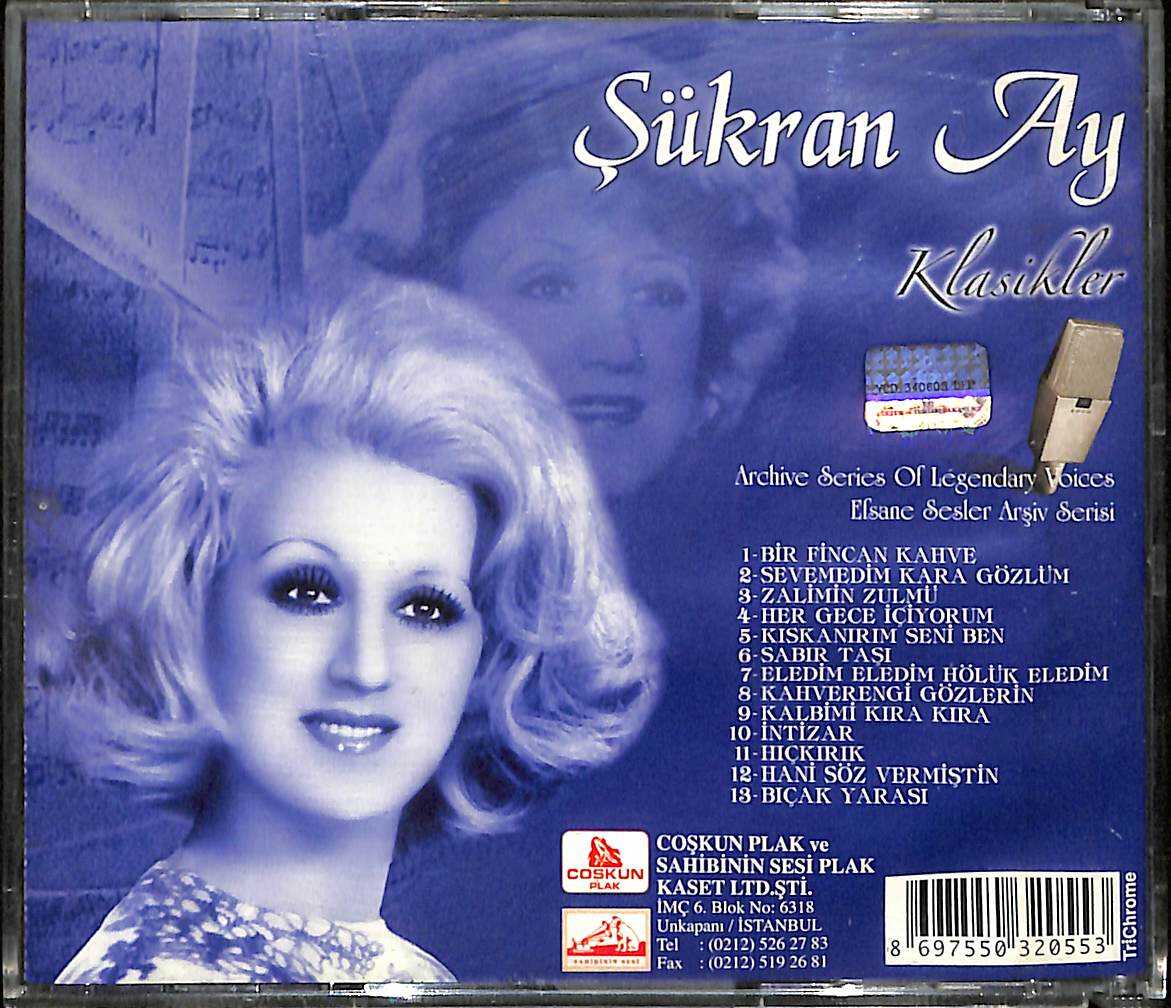 Şükran Ay
Klasikler
Archive Series Of Legendary Voices
Efsane Sesler Arşiv Serisi
1-BİR FİNCAN KAHVE
2-SEVEMEDİM KARA GÖZLÜM
3-ZALİMİN ZULMÜ
4-HER GECE İÇİYORUM
5-KISKANIRIM SENİ BEN
6-SABIR TAŞI
7-ELEDİM ELEDİM HÖLÜK ELEDİM
8-KAHVERENGİ GÖZLERİN
9-KALBİMİ KIRA KIRA
10-İNTİZAR
11-HIÇKIRIK
12-HANİ SÖZ VERMİŞTİN
13-BIÇAK YARASI
COŞKUN
PLAK
SAHİBİNİN SESİ
COŞKUN PLAK ve
SAHİBİNİN SESİ PLAK
KASET LTD.ŞTİ.
İMÇ 6. Blok No: 6318
Unkapanı / İSTANBUL
Tel : (0212) 526 27 83
Fax : (0212) 519 26 81
8 697550 320553
TriChrome